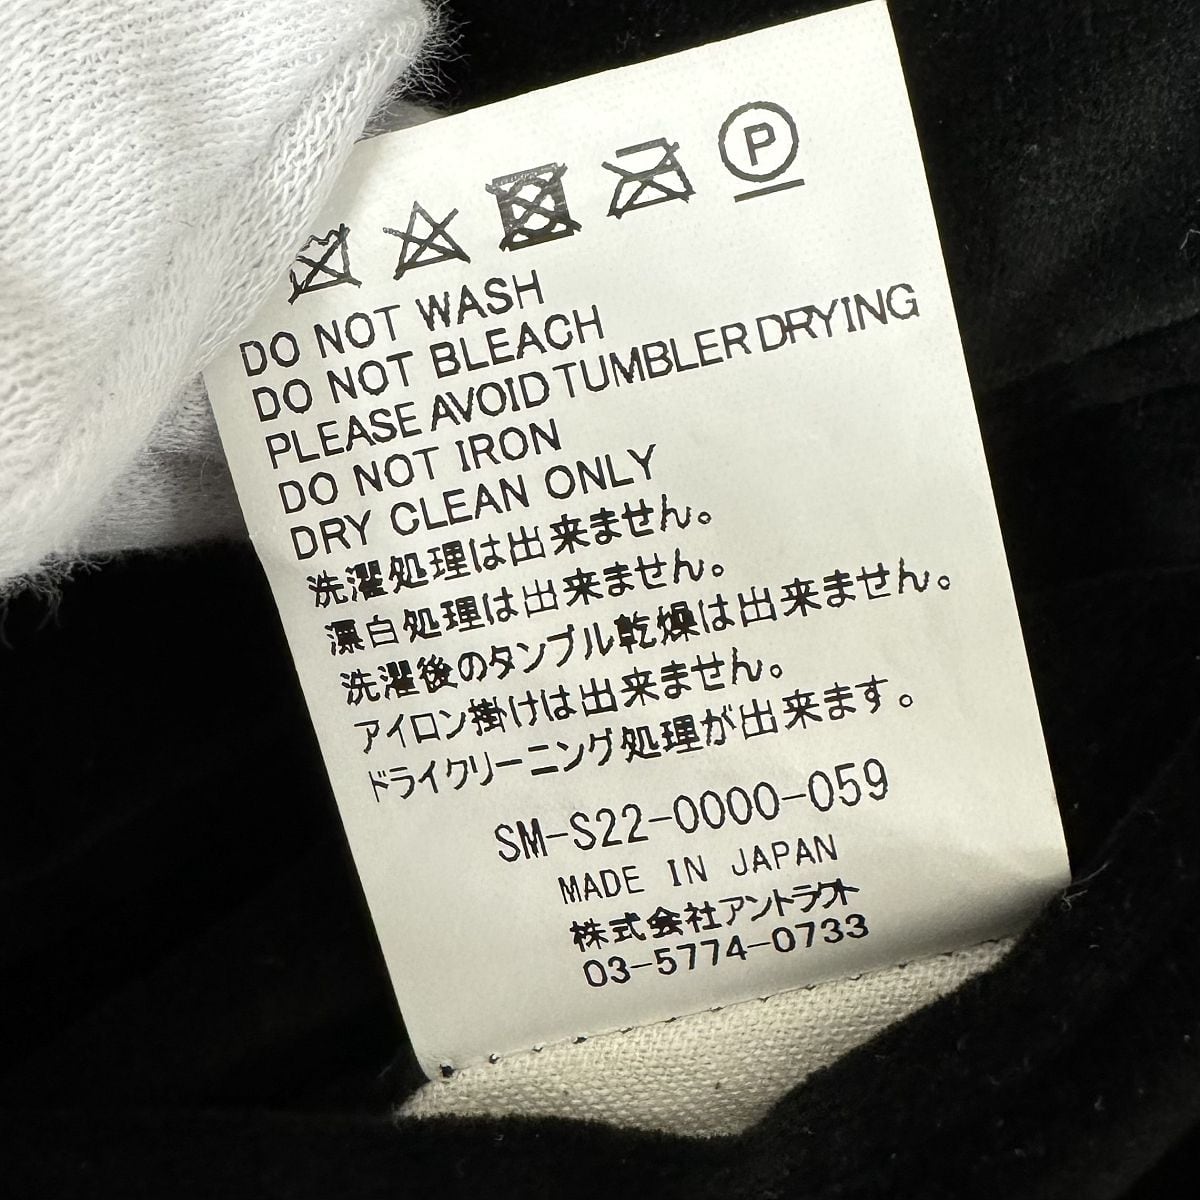 P
DO NOT WASH
DO NOT BLEACH
PLEASE AVOID TUMBLER DRYING
DO NOT IRON
DRY CLEAN ONLY
洗濯処理は出来ません。
漂白処理は出来ません。
洗濯後のタンブル乾燥は出来ません。
アイロン掛けは出来ません。
ドライクリーニング処理が出来ます。
SM-S22-0000-059
MADE IN JAPAN
株式会社アントラクト
03-5774-0733